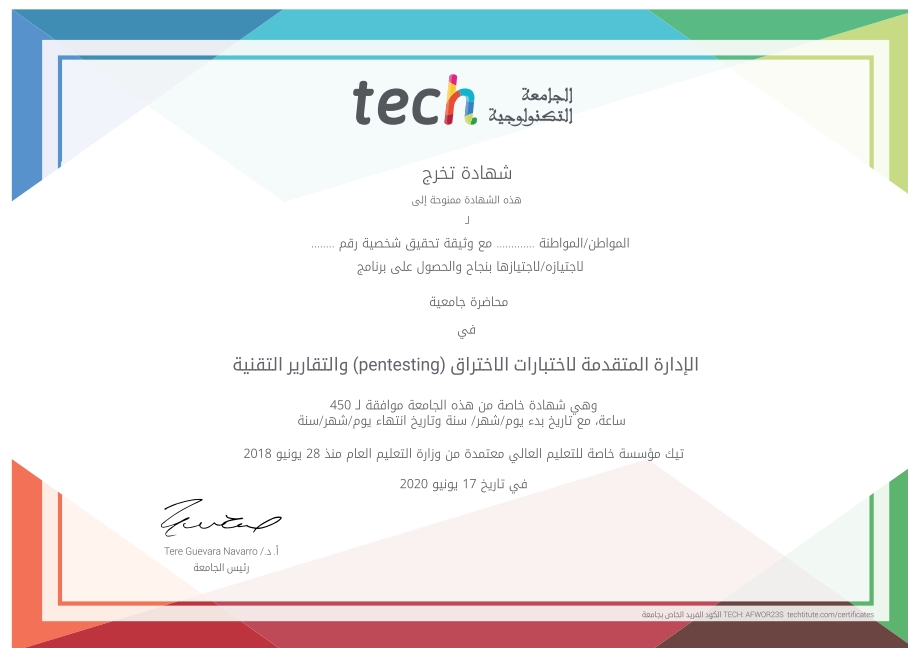 tech الجامعة
التكنولوجية
شهادة تخرج
هذه الشهادة ممنوحة إلى
لـ
المواطن/المواطنة ............. مع وثيقة تحقيق شخصية رقم ........
لاجتيازه/لاجتيازها بنجاح والحصول على برنامج
محاضرة جامعية
في
الإدارة المتقدمة لاختبارات الاختراق (pentesting) والتقارير التقنية
وهي شهادة خاصة من هذه الجامعة موافقة لـ 450
ساعة، مع تاريخ بدء يوم/شهر/ سنة وتاريخ انتهاء يوم/شهر/سنة
تيك مؤسسة خاصة للتعليم العالي معتمدة من وزارة التعليم العام منذ 28 يونيو 2018
في تاريخ 17 يونيو 2020
أ.د./ Tere Guevara Navarro
رئيس الجامعة
الكود الفريد الخاص بجامعة TECH: AFWOR23S techtitute.com/certificates